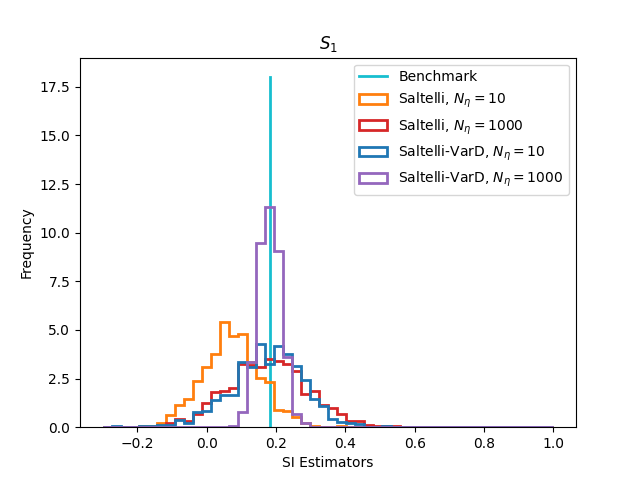 S₁
Benchmark
Saltelli, Nη = 10
Saltelli, Nη = 1000
Saltelli-VarD, Nη = 10
Saltelli-VarD, Nη = 1000
Frequency
17.5
15.0
12.5
10.0
7.5
5.0
2.5
0.0
−0.2 0.0 0.2 0.4 0.6 0.8 1.0
SI Estimators